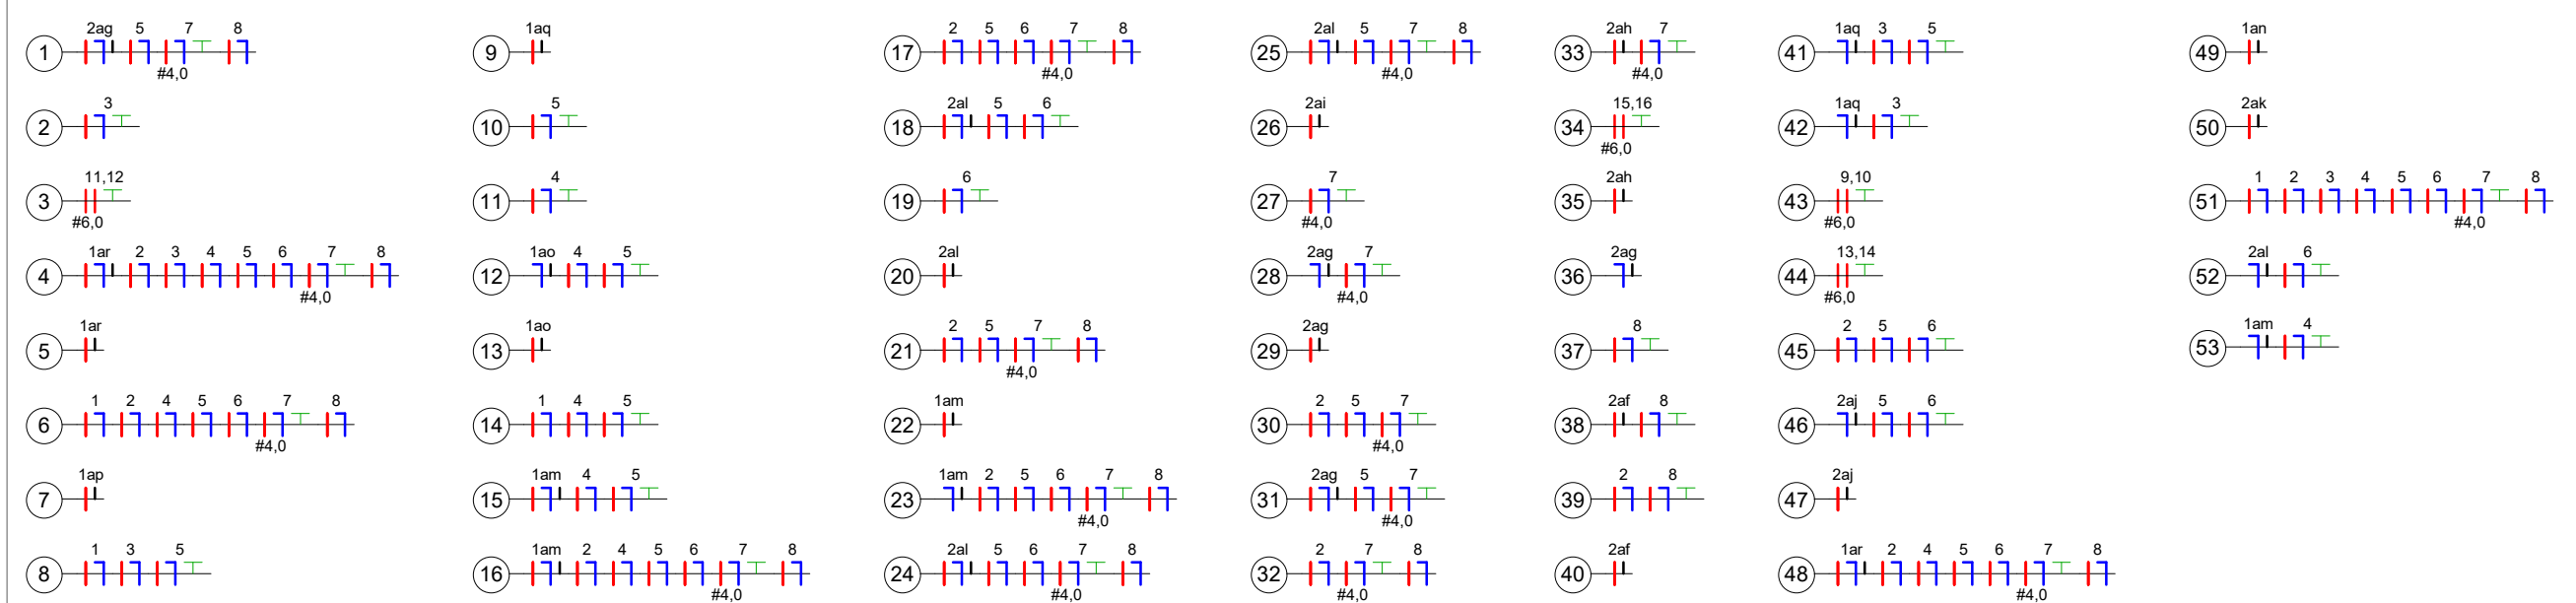 1 2ag 5 7 8 #4,0
2 3
3 11,12 #6,0
4 1ar 2 3 4 5 6 7 8 #4,0
5 1ar
6 1 2 4 5 6 7 8 #4,0
7 1ap
8 1 3 5
9 1aq
10 5
11 4
12 1ao 4 5
13 1ao
14 1 4 5
15 1am 4 5
16 1am 2 4 5 6 7 8 #4,0
17 2 5 6 7 8 #4,0
18 2al 5 6
19 6
20 2al
21 2 5 7 8 #4,0
22 1am
23 1am 2 5 6 7 8 #4,0
24 2al 5 6 7 8 #4,0
25 2al 5 7 8 #4,0
26 2ai
27 7 #4,0
28 2ag 7 #4,0
29 2ag
30 2 5 7 #4,0
31 2ag 5 7 #4,0
32 2 7 8 #4,0
33 2ah 7 #4,0
34 15,16 #6,0
35 2ah
36 2ag
37 8
38 2af 8
39 2 8
40 2af
41 1aq 3 5
42 1aq 3
43 9,10 #6,0
44 13,14 #6,0
45 2 5 6
46 2aj 5 6
47 2aj
48 1ar 2 4 5 6 7 8 #4,0
49 1an
50 2ak
51 1 2 3 4 5 6 7 8 #4,0
52 2al 6
53 1am 4